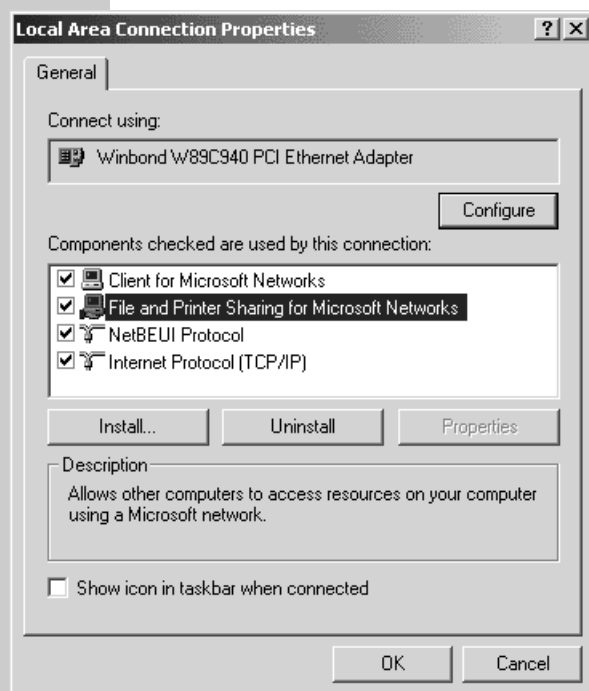 Local Area Connection Properties
General
Connect using:
Winbond W89C940 PCI Ethernet Adapter
Configure
Components checked are used by this connection:
Client for Microsoft Networks
File and Printer Sharing for Microsoft Networks
NetBEUI Protocol
Internet Protocol (TCP/IP)
Install... Uninstall Properties
Description
Allows other computers to access resources on your computer
using a Microsoft network.
Show icon in taskbar when connected
OK Cancel